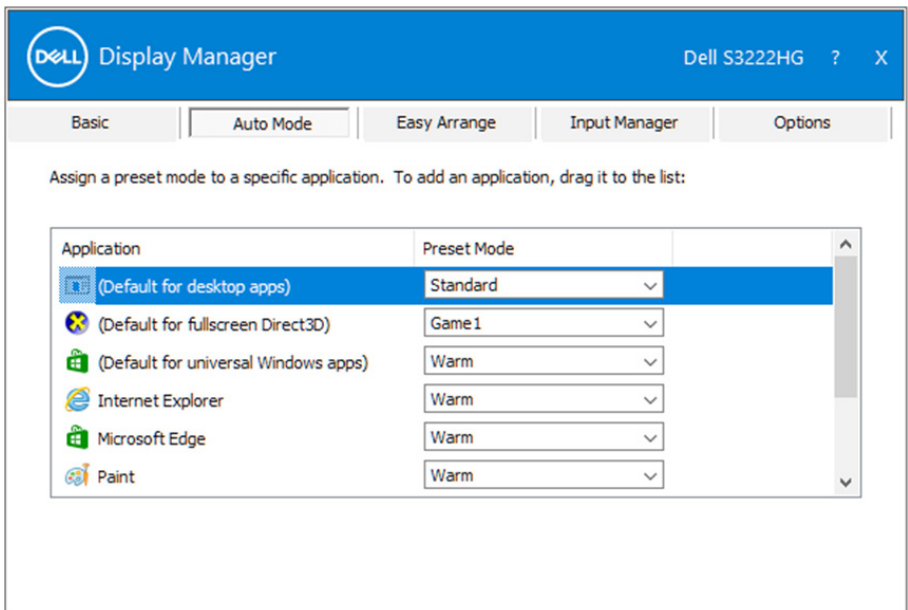 DELL Display Manager Dell S3222HG ? X
Basic Auto Mode Easy Arrange Input Manager Options
Assign a preset mode to a specific application. To add an application, drag it to the list:
Application Preset Mode
(Default for desktop apps) Standard
(Default for fullscreen Direct3D) Game1
(Default for universal Windows apps) Warm
Internet Explorer Warm
Microsoft Edge Warm
Paint Warm